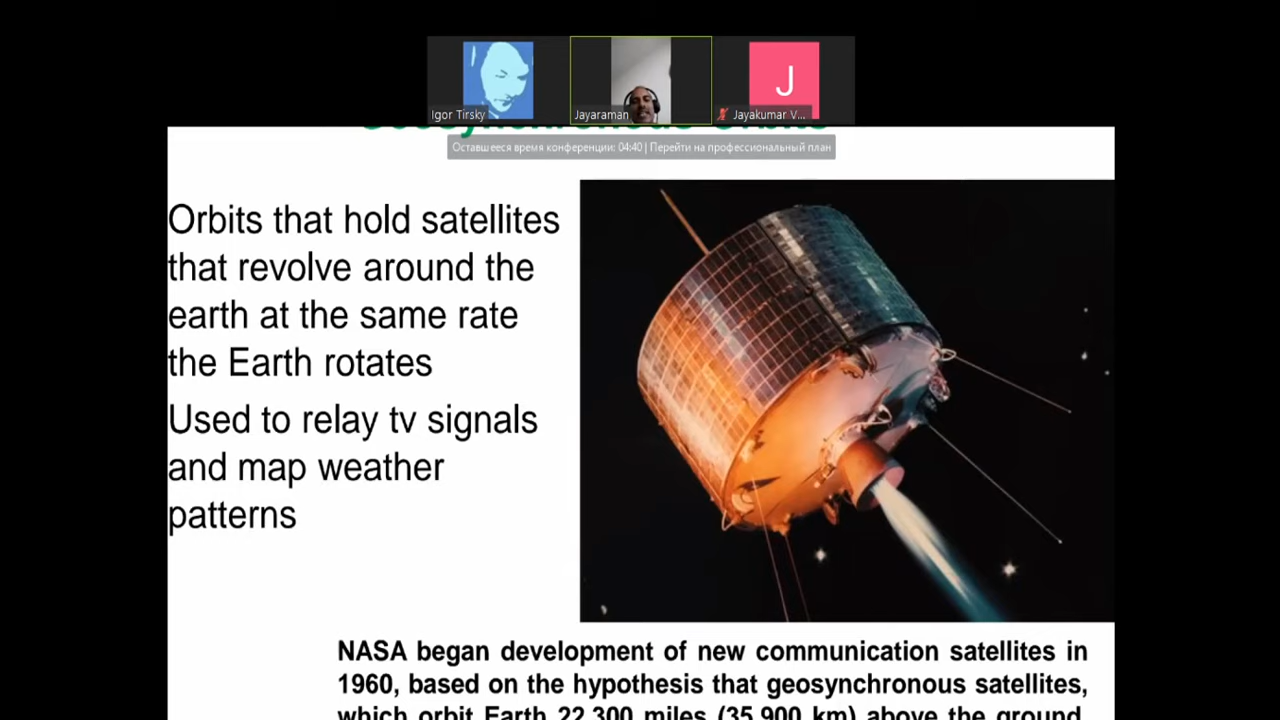 Igor Tirsky
Jayaraman
J
Jayakumar V...
Geosynchronous Orbits
Оставшееся время конференции: 04:40 | Перейти на профессиональный план
Orbits that hold satellites
that revolve around the
earth at the same rate
the Earth rotates
Used to relay tv signals
and map weather
patterns
NASA began development of new communication satellites in
1960, based on the hypothesis that geosynchronous satellites,
which orbit Earth 22,300 miles (35,900 km) above the ground,